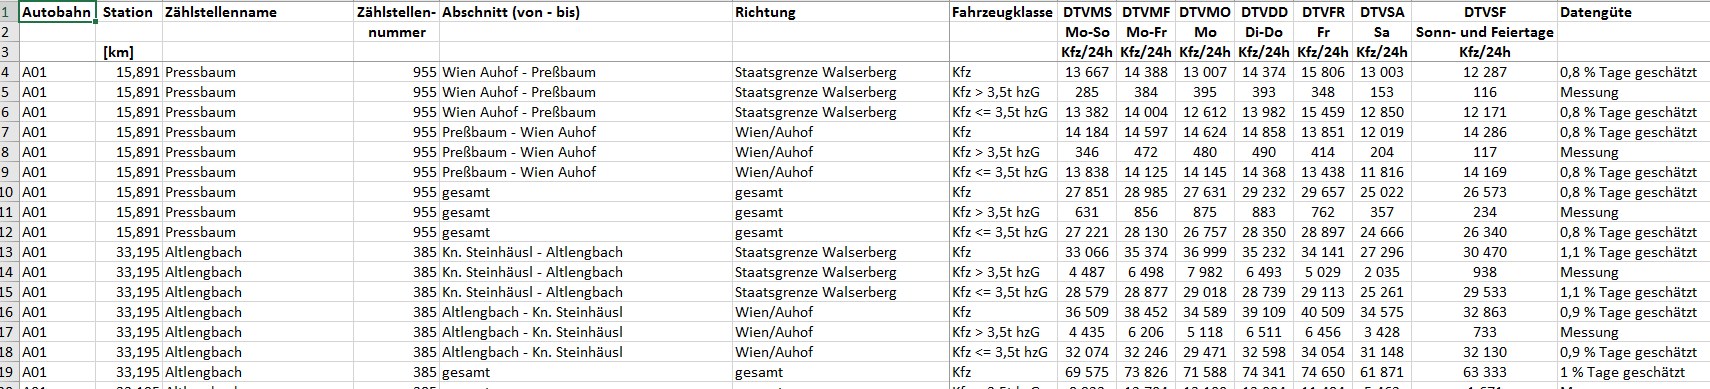 1 Autobahn Station Zählstellenname Zählstellen- Abschnitt (von - bis) Richtung Fahrzeugklasse DTVMS DTVMF DTVMO DTVDD DTVFR DTVSA DTVSF Datengüte
2 nummer Mo-So Mo-Fr Mo Di-Do Fr Sa Sonn- und Feiertage
3 [km] Kfz/24h Kfz/24h Kfz/24h Kfz/24h Kfz/24h Kfz/24h Kfz/24h
4 A01 15,891 Pressbaum 955 Wien Auhof - Preßbaum Staatsgrenze Walserberg Kfz 13 667 14 388 13 007 14 374 15 806 13 003 12 287 0,8 % Tage geschätzt
5 A01 15,891 Pressbaum 955 Wien Auhof - Preßbaum Staatsgrenze Walserberg Kfz > 3,5t hzG 285 384 395 393 348 153 116 Messung
6 A01 15,891 Pressbaum 955 Wien Auhof - Preßbaum Staatsgrenze Walserberg Kfz <= 3,5t hzG 13 382 14 004 12 612 13 982 15 459 12 850 12 171 0,8 % Tage geschätzt
7 A01 15,891 Pressbaum 955 Preßbaum - Wien Auhof Wien/Auhof Kfz 14 184 14 597 14 624 14 858 13 851 12 019 14 286 0,8 % Tage geschätzt
8 A01 15,891 Pressbaum 955 Preßbaum - Wien Auhof Wien/Auhof Kfz > 3,5t hzG 346 472 480 490 414 204 117 Messung
9 A01 15,891 Pressbaum 955 Preßbaum - Wien Auhof Wien/Auhof Kfz <= 3,5t hzG 13 838 14 125 14 145 14 368 13 438 11 816 14 169 0,8 % Tage geschätzt
10 A01 15,891 Pressbaum 955 gesamt gesamt Kfz 27 851 28 985 27 631 29 232 29 657 25 022 26 573 0,8 % Tage geschätzt
11 A01 15,891 Pressbaum 955 gesamt gesamt Kfz > 3,5t hzG 631 856 875 883 762 357 234 Messung
12 A01 15,891 Pressbaum 955 gesamt gesamt Kfz <= 3,5t hzG 27 221 28 130 26 757 28 350 28 897 24 666 26 340 0,8 % Tage geschätzt
13 A01 33,195 Altlengbach 385 Kn. Steinhäusl - Altlengbach Staatsgrenze Walserberg Kfz 33 066 35 374 36 999 35 232 34 141 27 296 30 470 1,1 % Tage geschätzt
14 A01 33,195 Altlengbach 385 Kn. Steinhäusl - Altlengbach Staatsgrenze Walserberg Kfz > 3,5t hzG 4 487 6 498 7 982 6 493 5 029 2 035 938 Messung
15 A01 33,195 Altlengbach 385 Kn. Steinhäusl - Altlengbach Staatsgrenze Walserberg Kfz <= 3,5t hzG 28 579 28 877 29 018 28 739 29 113 25 261 29 533 1,1 % Tage geschätzt
16 A01 33,195 Altlengbach 385 Altlengbach - Kn. Steinhäusl Wien/Auhof Kfz 36 509 38 452 34 589 39 109 40 509 34 575 32 863 0,9 % Tage geschätzt
17 A01 33,195 Altlengbach 385 Altlengbach - Kn. Steinhäusl Wien/Auhof Kfz > 3,5t hzG 4 435 6 206 5 118 6 511 6 456 3 428 733 Messung
18 A01 33,195 Altlengbach 385 Altlengbach - Kn. Steinhäusl Wien/Auhof Kfz <= 3,5t hzG 32 074 32 246 29 471 32 598 34 054 31 148 32 130 0,9 % Tage geschätzt
19 A01 33,195 Altlengbach 385 gesamt gesamt Kfz 69 575 73 826 71 588 74 341 74 650 61 871 63 333 1 % Tage geschätzt